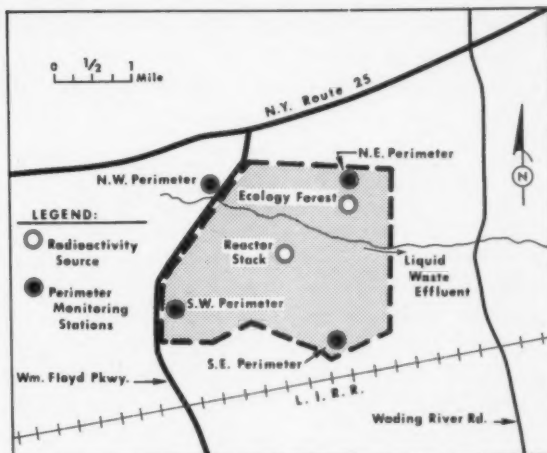 0 1/2 1
Mile
N.Y. Route 25
N.E. Perimeter
N.W. Perimeter
Ecology Forest
N
LEGEND:
Radioactivity
Source
Reactor
Stack
Liquid
Waste
Effluent
Perimeter
Monitoring
Stations
S.W. Perimeter
S.E. Perimeter
Wm. Floyd Pkwy.
L. I. R. R.
Wading River Rd.